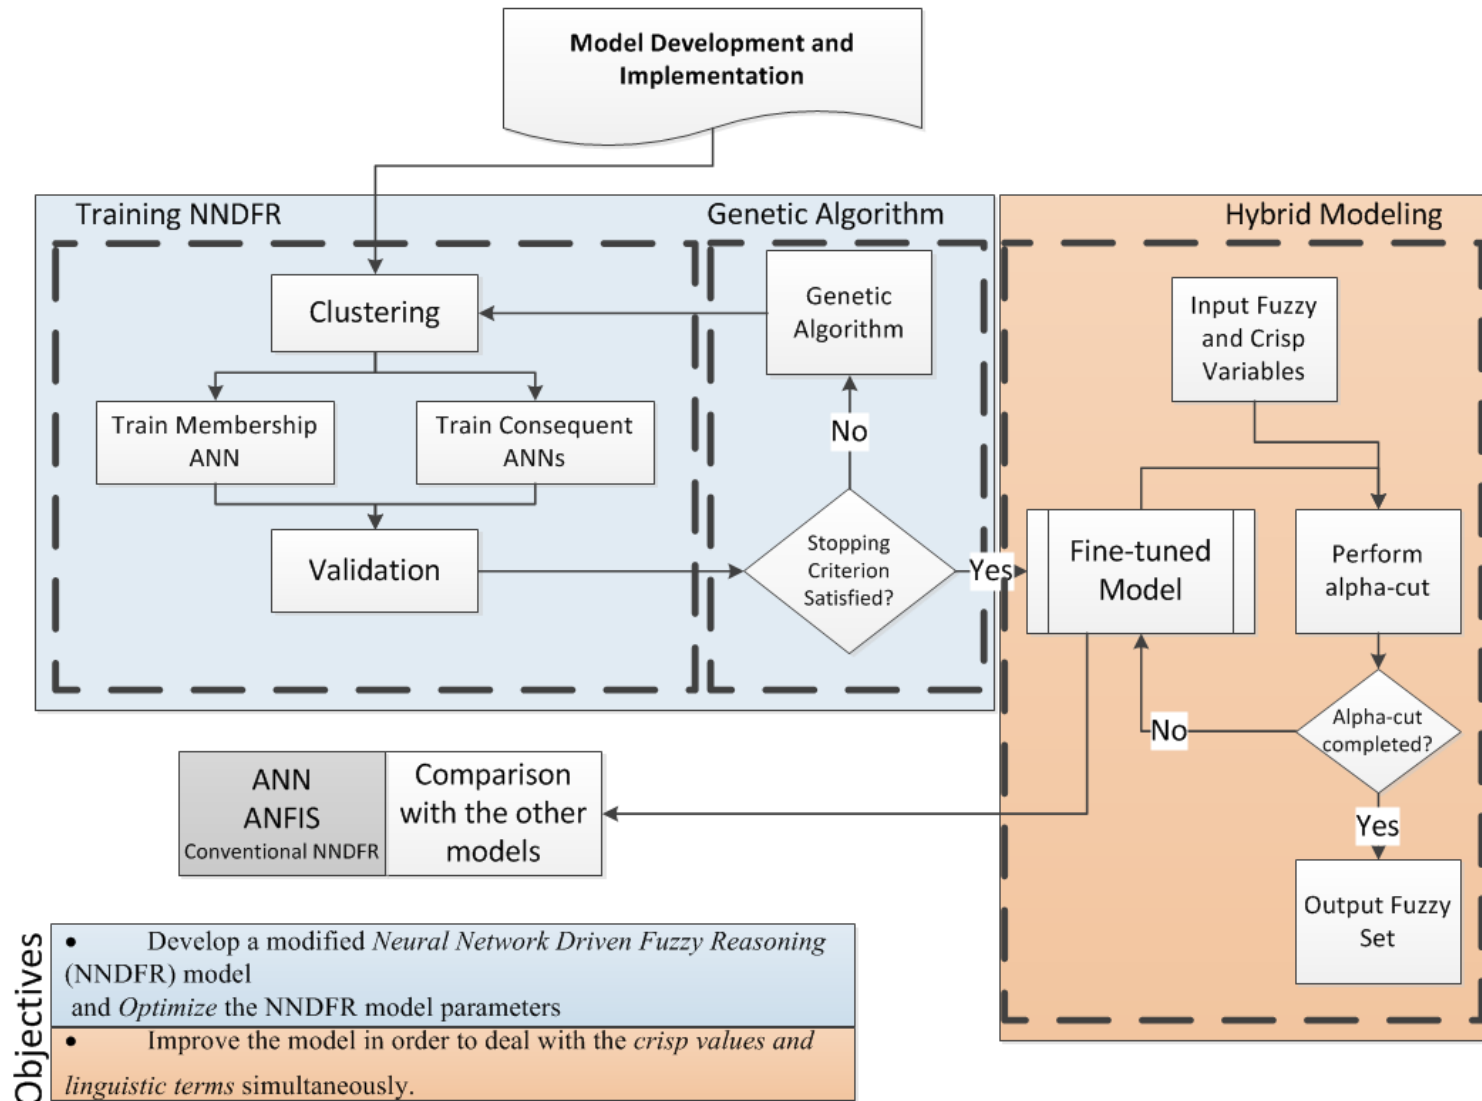 Model Development and
Implementation
Training NNDFR
Genetic Algorithm
Hybrid Modeling
Clustering
Genetic
Algorithm
Input Fuzzy
and Crisp
Variables
Train Membership
ANN
Train Consequent
ANNs
No
Validation
Stopping
Criterion
Satisfied?
Yes
Fine-tuned
Model
Perform
alpha-cut
No
Alpha-cut
completed?
Yes
Output Fuzzy
Set
ANN
ANFIS
Conventional NNDFR
Comparison
with the other
models
Objectives
• Develop a modified Neural Network Driven Fuzzy Reasoning
(NNDFR) model
and Optimize the NNDFR model parameters
• Improve the model in order to deal with the crisp values and
linguistic terms simultaneously.